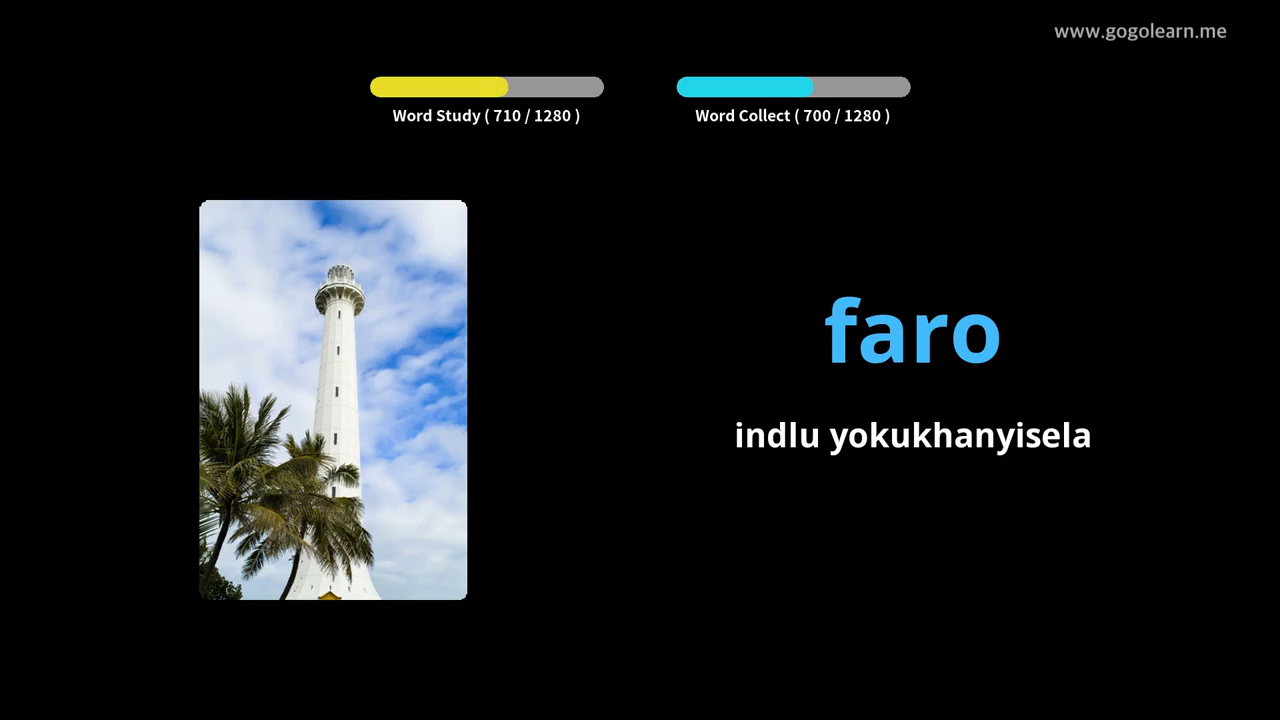 www.gogolearn.me
Word Study ( 710 / 1280 )
Word Collect ( 700 / 1280 )
faro
indlu yokukhanyisela